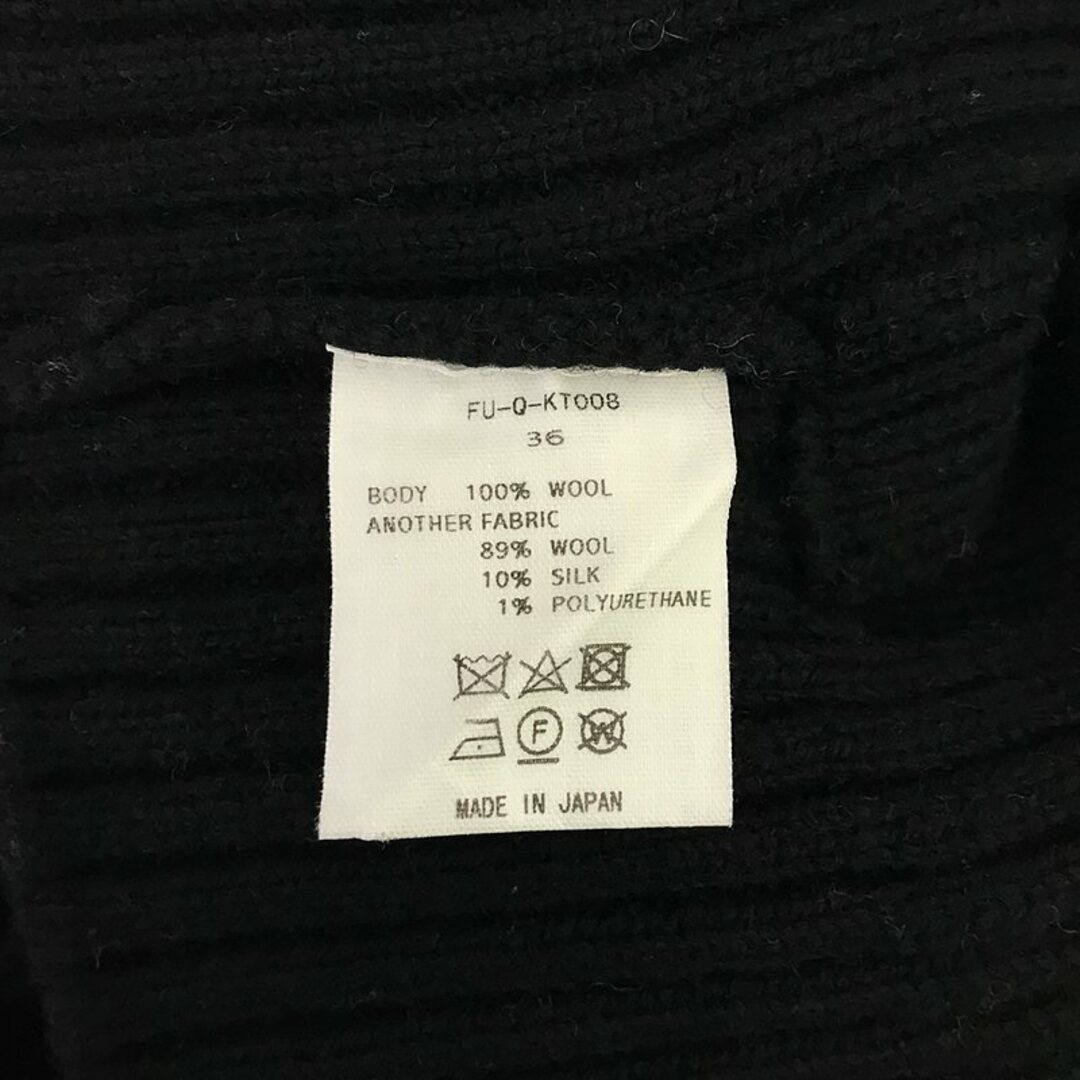 FU-Q-KT008
36
BODY 100% WOOL
ANOTHER FABRIC
89% WOOL
10% SILK
1% POLYURETHANE
F W
MADE IN JAPAN